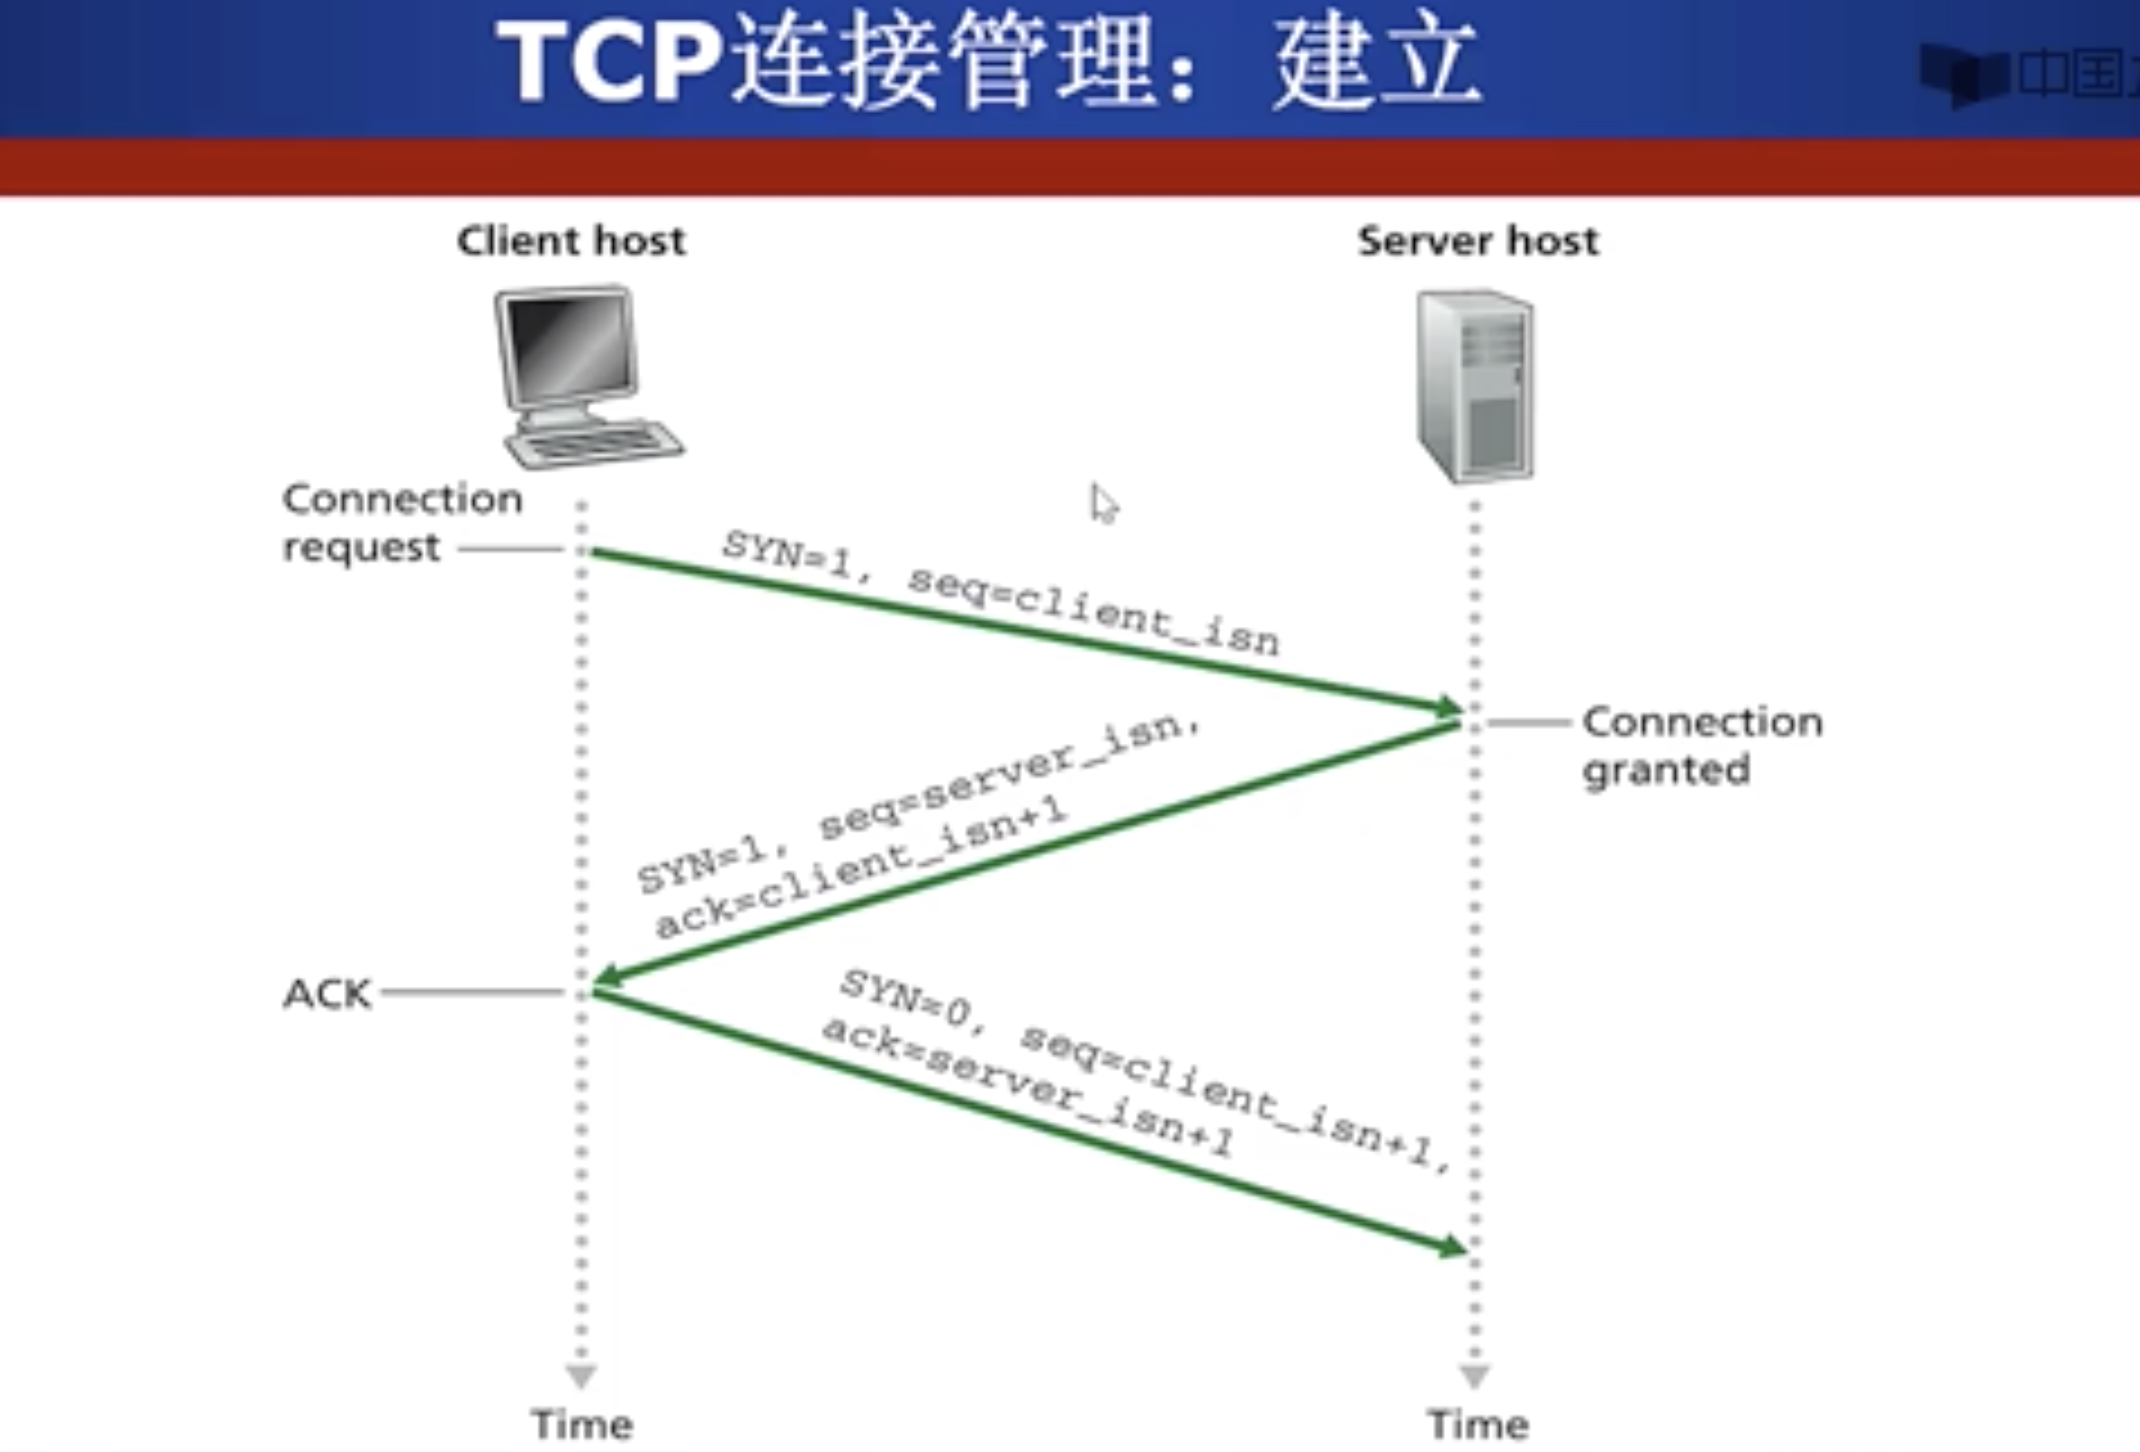 TCP连接管理：建立
中国
Client host
Server host
Connection
request
SYN=1, seq=client_isn
Connection
granted
SYN=1, seq=server_isn,
ack=client_isn+1
ACK
SYN=0, seq=client_isn+1,
ack=server_isn+1
Time
Time